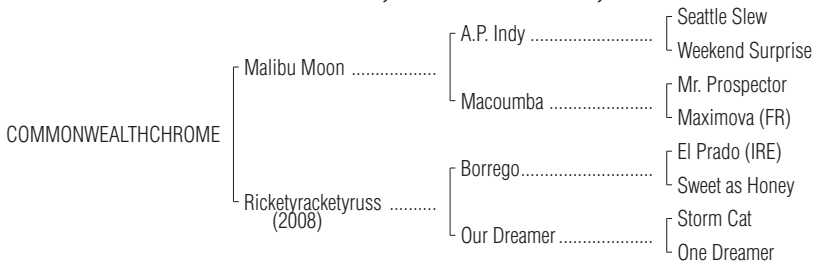 COMMONWEALTHCHROME
Malibu Moon ..................
Ricketyracketyruss ..........
(2008)
A.P. Indy ..........................
Macoumba ......................
Borrego............................
Our Dreamer....................
Seattle Slew
Weekend Surprise
Mr. Prospector
Maximova (FR)
El Prado (IRE)
Sweet as Honey
Storm Cat
One Dreamer